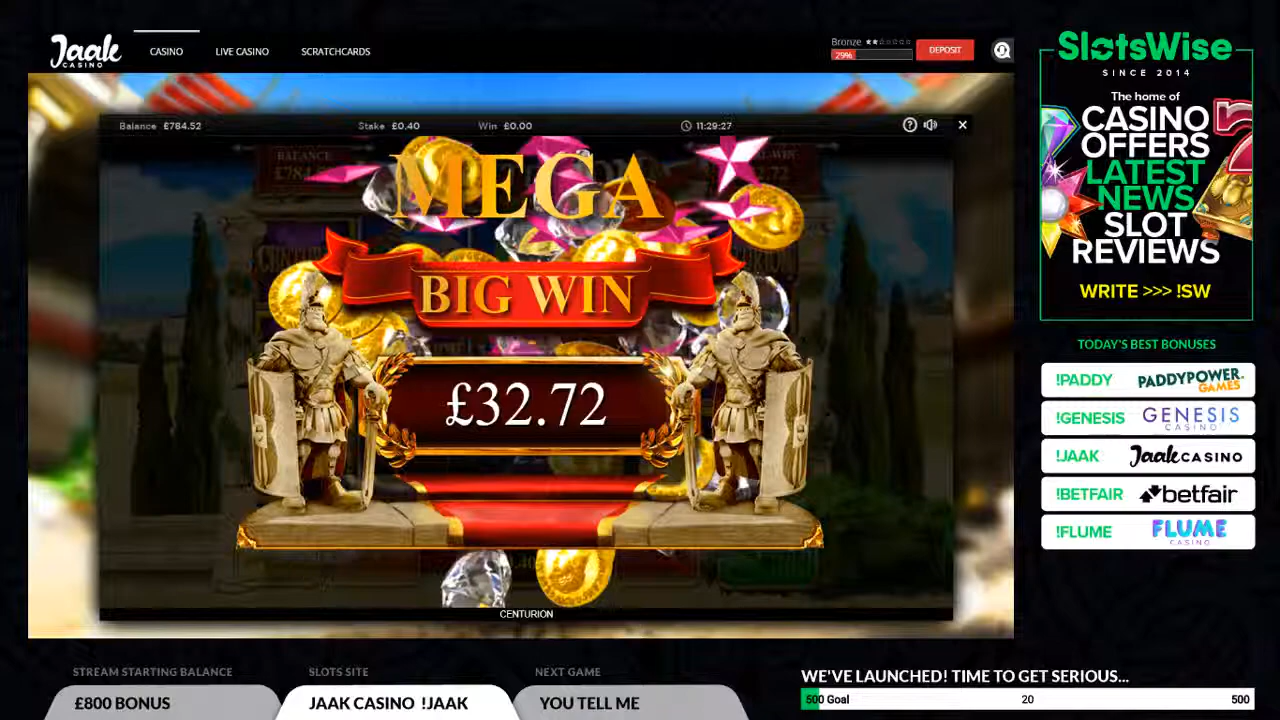 Jaak
CASINO
CASINO
LIVE CASINO
SCRATCHCARDS
Bronze
29%
DEPOSIT
Balance £784.52
Stake £0.40
Win £0.00
11:29:27
BALANCE
MEGA
BIG WIN
£32.72
CENTURION
SlotsWise
SINCE 2014
The home of
CASINO
OFFERS
LATEST
NEWS
SLOT
REVIEWS
WRITE >>> !SW
TODAY'S BEST BONUSES
!PADDY PADDYPOWER.
GAMES
!GENESIS GENESIS
CASINO
!JAAK Jaak CASINO
!BETFAIR betfair
!FLUME FLUME
CASINO
STREAM STARTING BALANCE
£800 BONUS
SLOTS SITE
JAAK CASINO !JAAK
NEXT GAME
YOU TELL ME
WE'VE LAUNCHED! TIME TO GET SERIOUS...
500 Goal 20 500